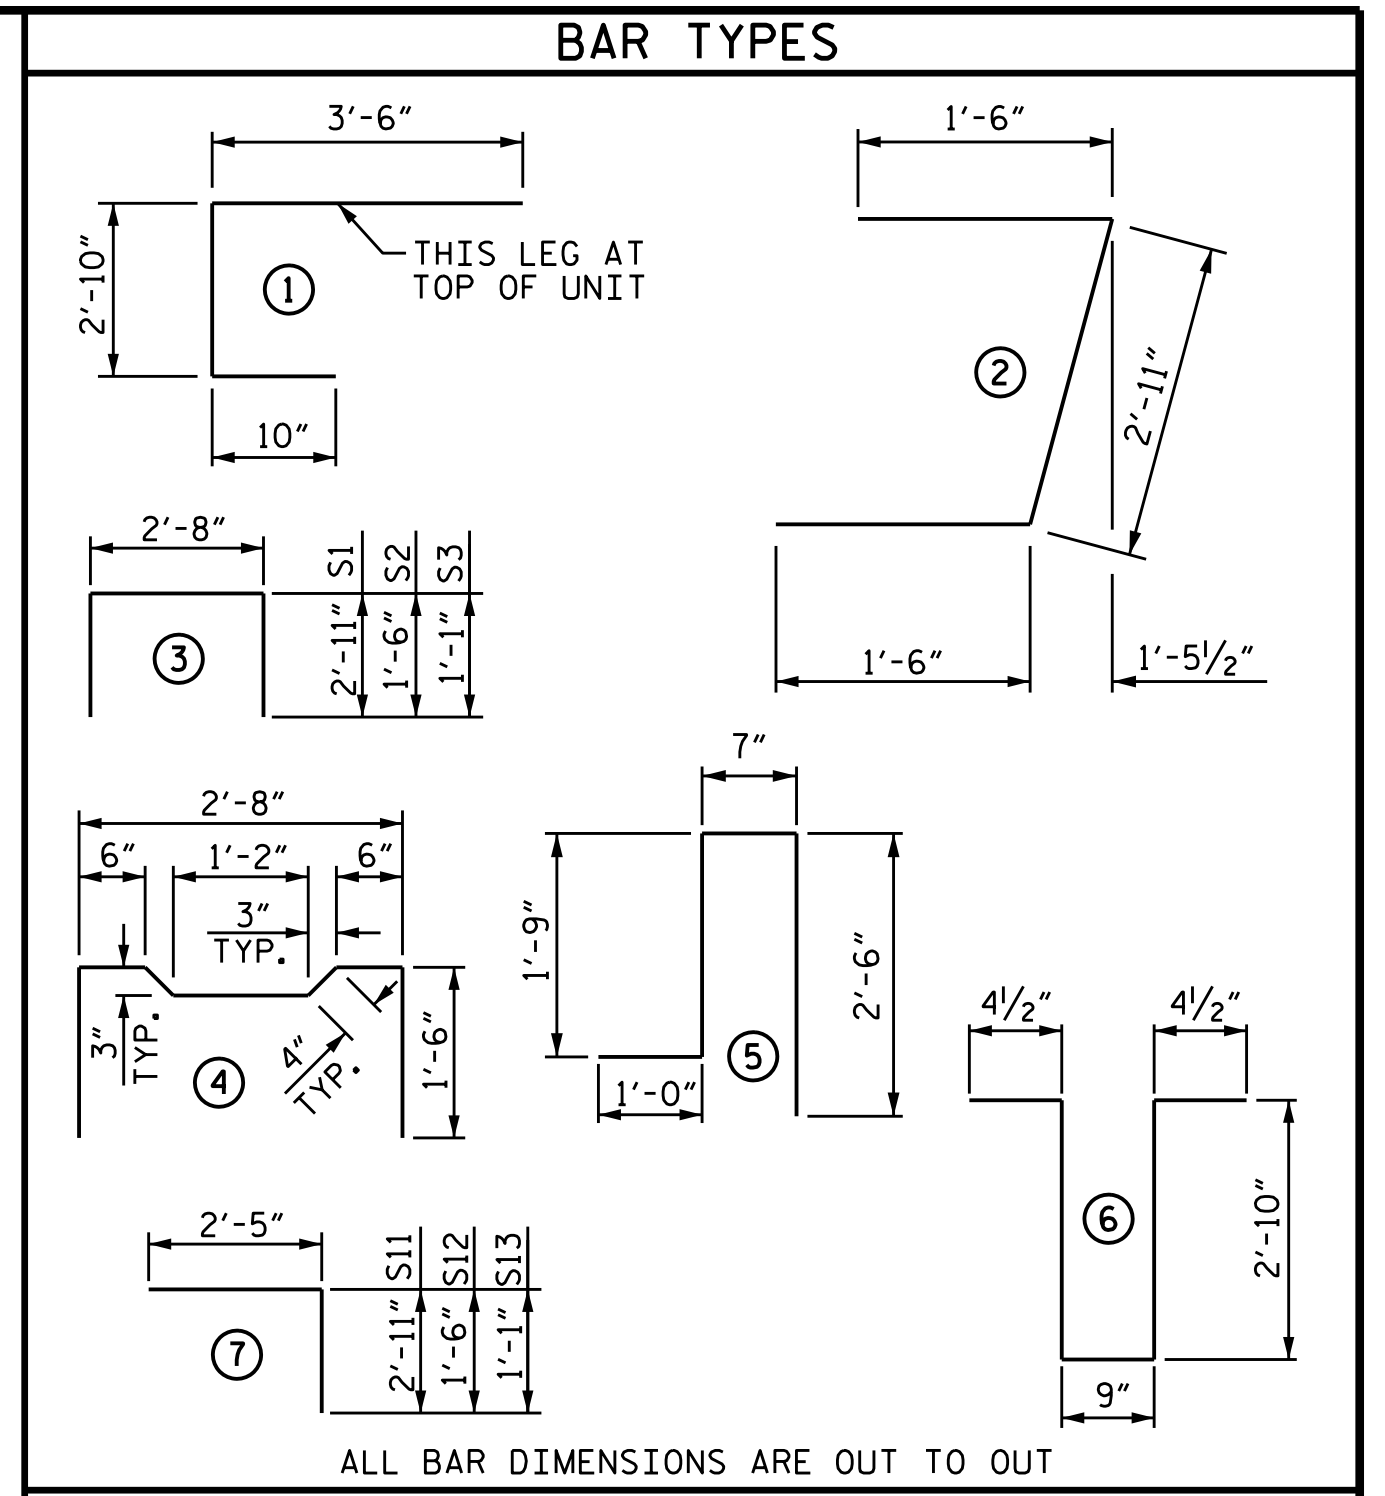 BAR TYPES
3'-6"
1'-6"
THIS LEG AT
TOP OF UNIT
2'-10"
1
10"
2
2'-11"
1'-6"
1'-5½"
2'-8"
S1
S2
S3
2'-11"
1'-6"
1'-1"
3
2'-8"
6"
1'-2"
6"
3"
TYP.
3"
TYP.
4"
TYP.
1'-6"
4
7"
1'-9"
2'-6"
5
1'-0"
4½"
4½"
6
2'-10"
9"
2'-5"
S11
S12
S13
2'-11"
1'-6"
1'-1"
7
ALL BAR DIMENSIONS ARE OUT TO OUT